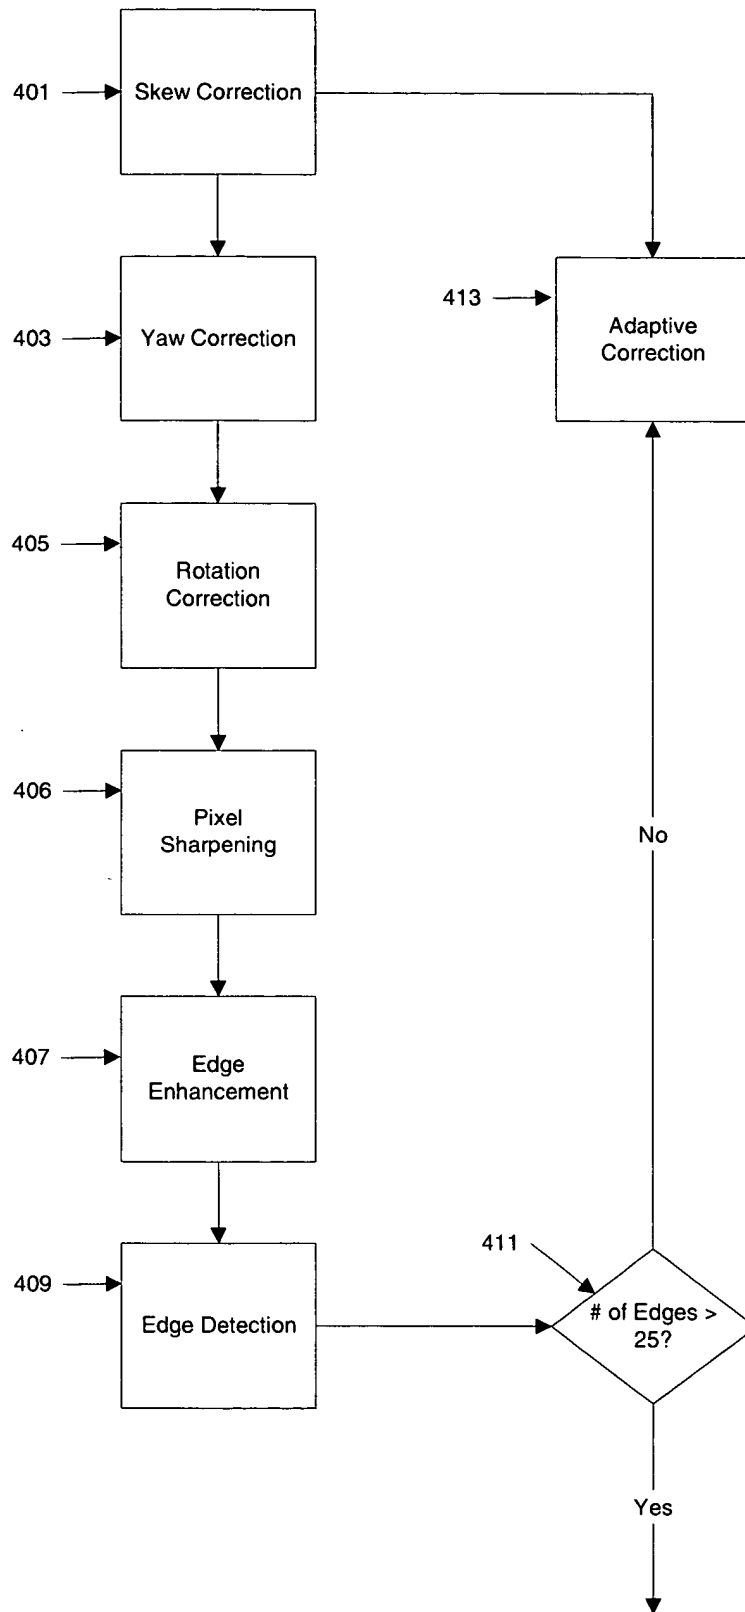 401
Skew Correction
413
Adaptive
Correction
403
Yaw Correction
405
Rotation
Correction
406
Pixel
Sharpening
No
407
Edge
Enhancement
411
409
Edge Detection
# of Edges >
25?
Yes